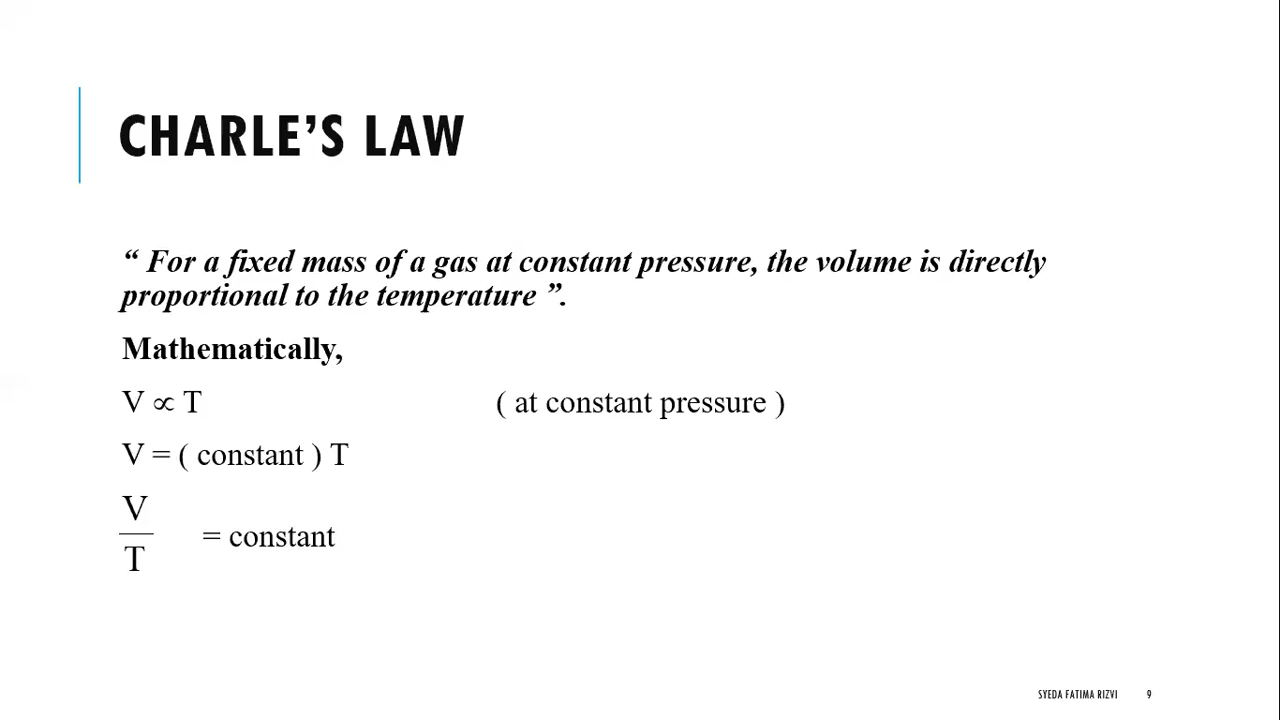 CHARLE’S LAW
“ For a fixed mass of a gas at constant pressure, the volume is directly
proportional to the temperature ”.
Mathematically,
V ∝ T ( at constant pressure )
V = ( constant ) T
V
= constant
T
SYEDA FATIMA RIZVI 9